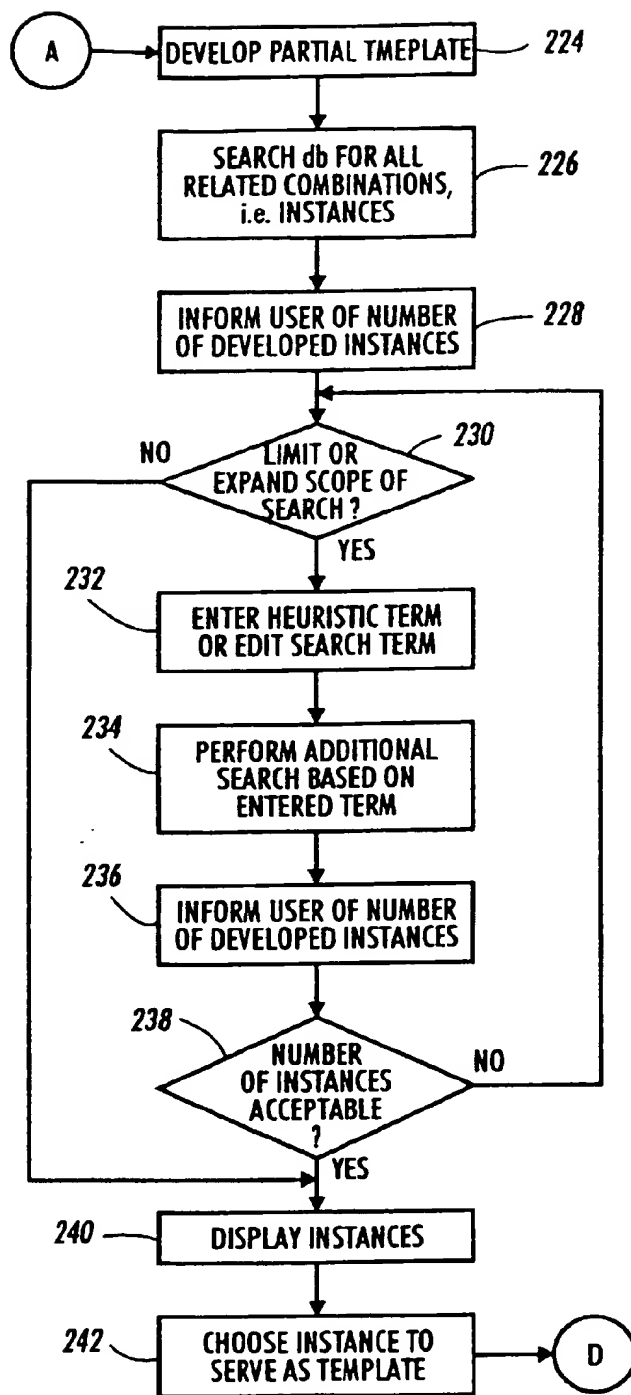 A
DEVELOP PARTIAL TMEPLATE
224
SEARCH db FOR ALL
RELATED COMBINATIONS,
i.e. INSTANCES
226
INFORM USER OF NUMBER
OF DEVELOPED INSTANCES
228
NO
LIMIT OR
EXPAND SCOPE OF
SEARCH ?
230
YES
232
ENTER HEURISTIC TERM
OR EDIT SEARCH TERM
234
PERFORM ADDITIONAL
SEARCH BASED ON
ENTERED TERM
236
INFORM USER OF NUMBER
OF DEVELOPED INSTANCES
238
NUMBER
OF INSTANCES
ACCEPTABLE
?
NO
YES
240
DISPLAY INSTANCES
242
CHOOSE INSTANCE TO
SERVE AS TEMPLATE
D